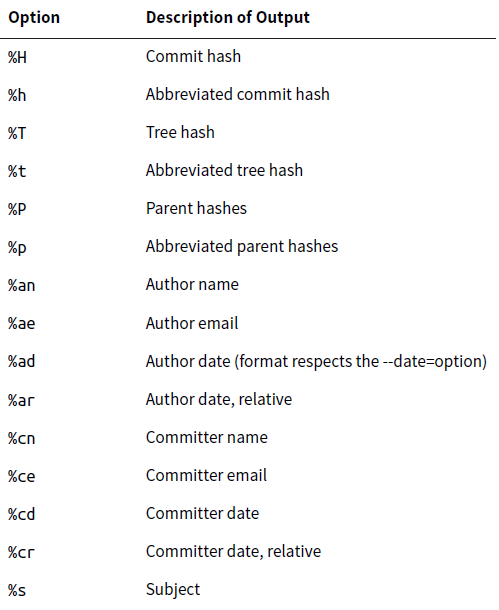 Option Description of Output
%H Commit hash
%h Abbreviated commit hash
%T Tree hash
%t Abbreviated tree hash
%P Parent hashes
%p Abbreviated parent hashes
%an Author name
%ae Author email
%ad Author date (format respects the --date=option)
%ar Author date, relative
%cn Committer name
%ce Committer email
%cd Committer date
%cr Committer date, relative
%s Subject